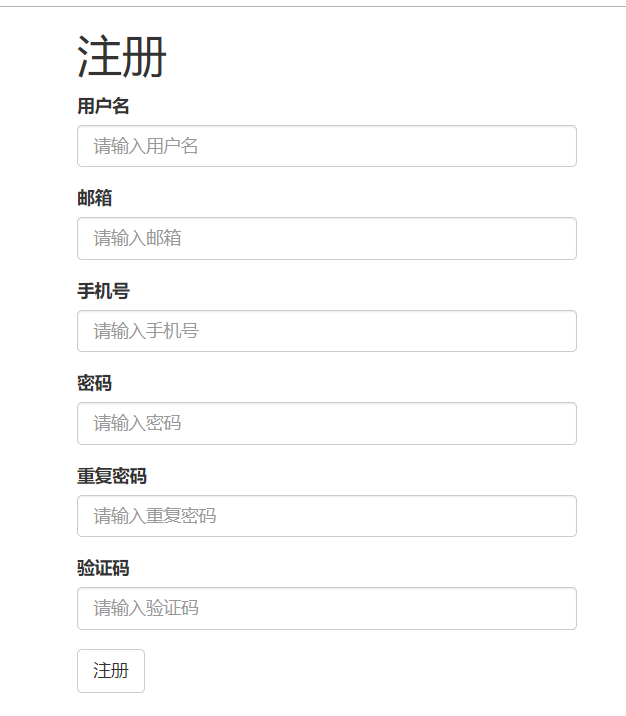 注册
用户名
请输入用户名
邮箱
请输入邮箱
手机号
请输入手机号
密码
请输入密码
重复密码
请输入重复密码
验证码
请输入验证码
注册